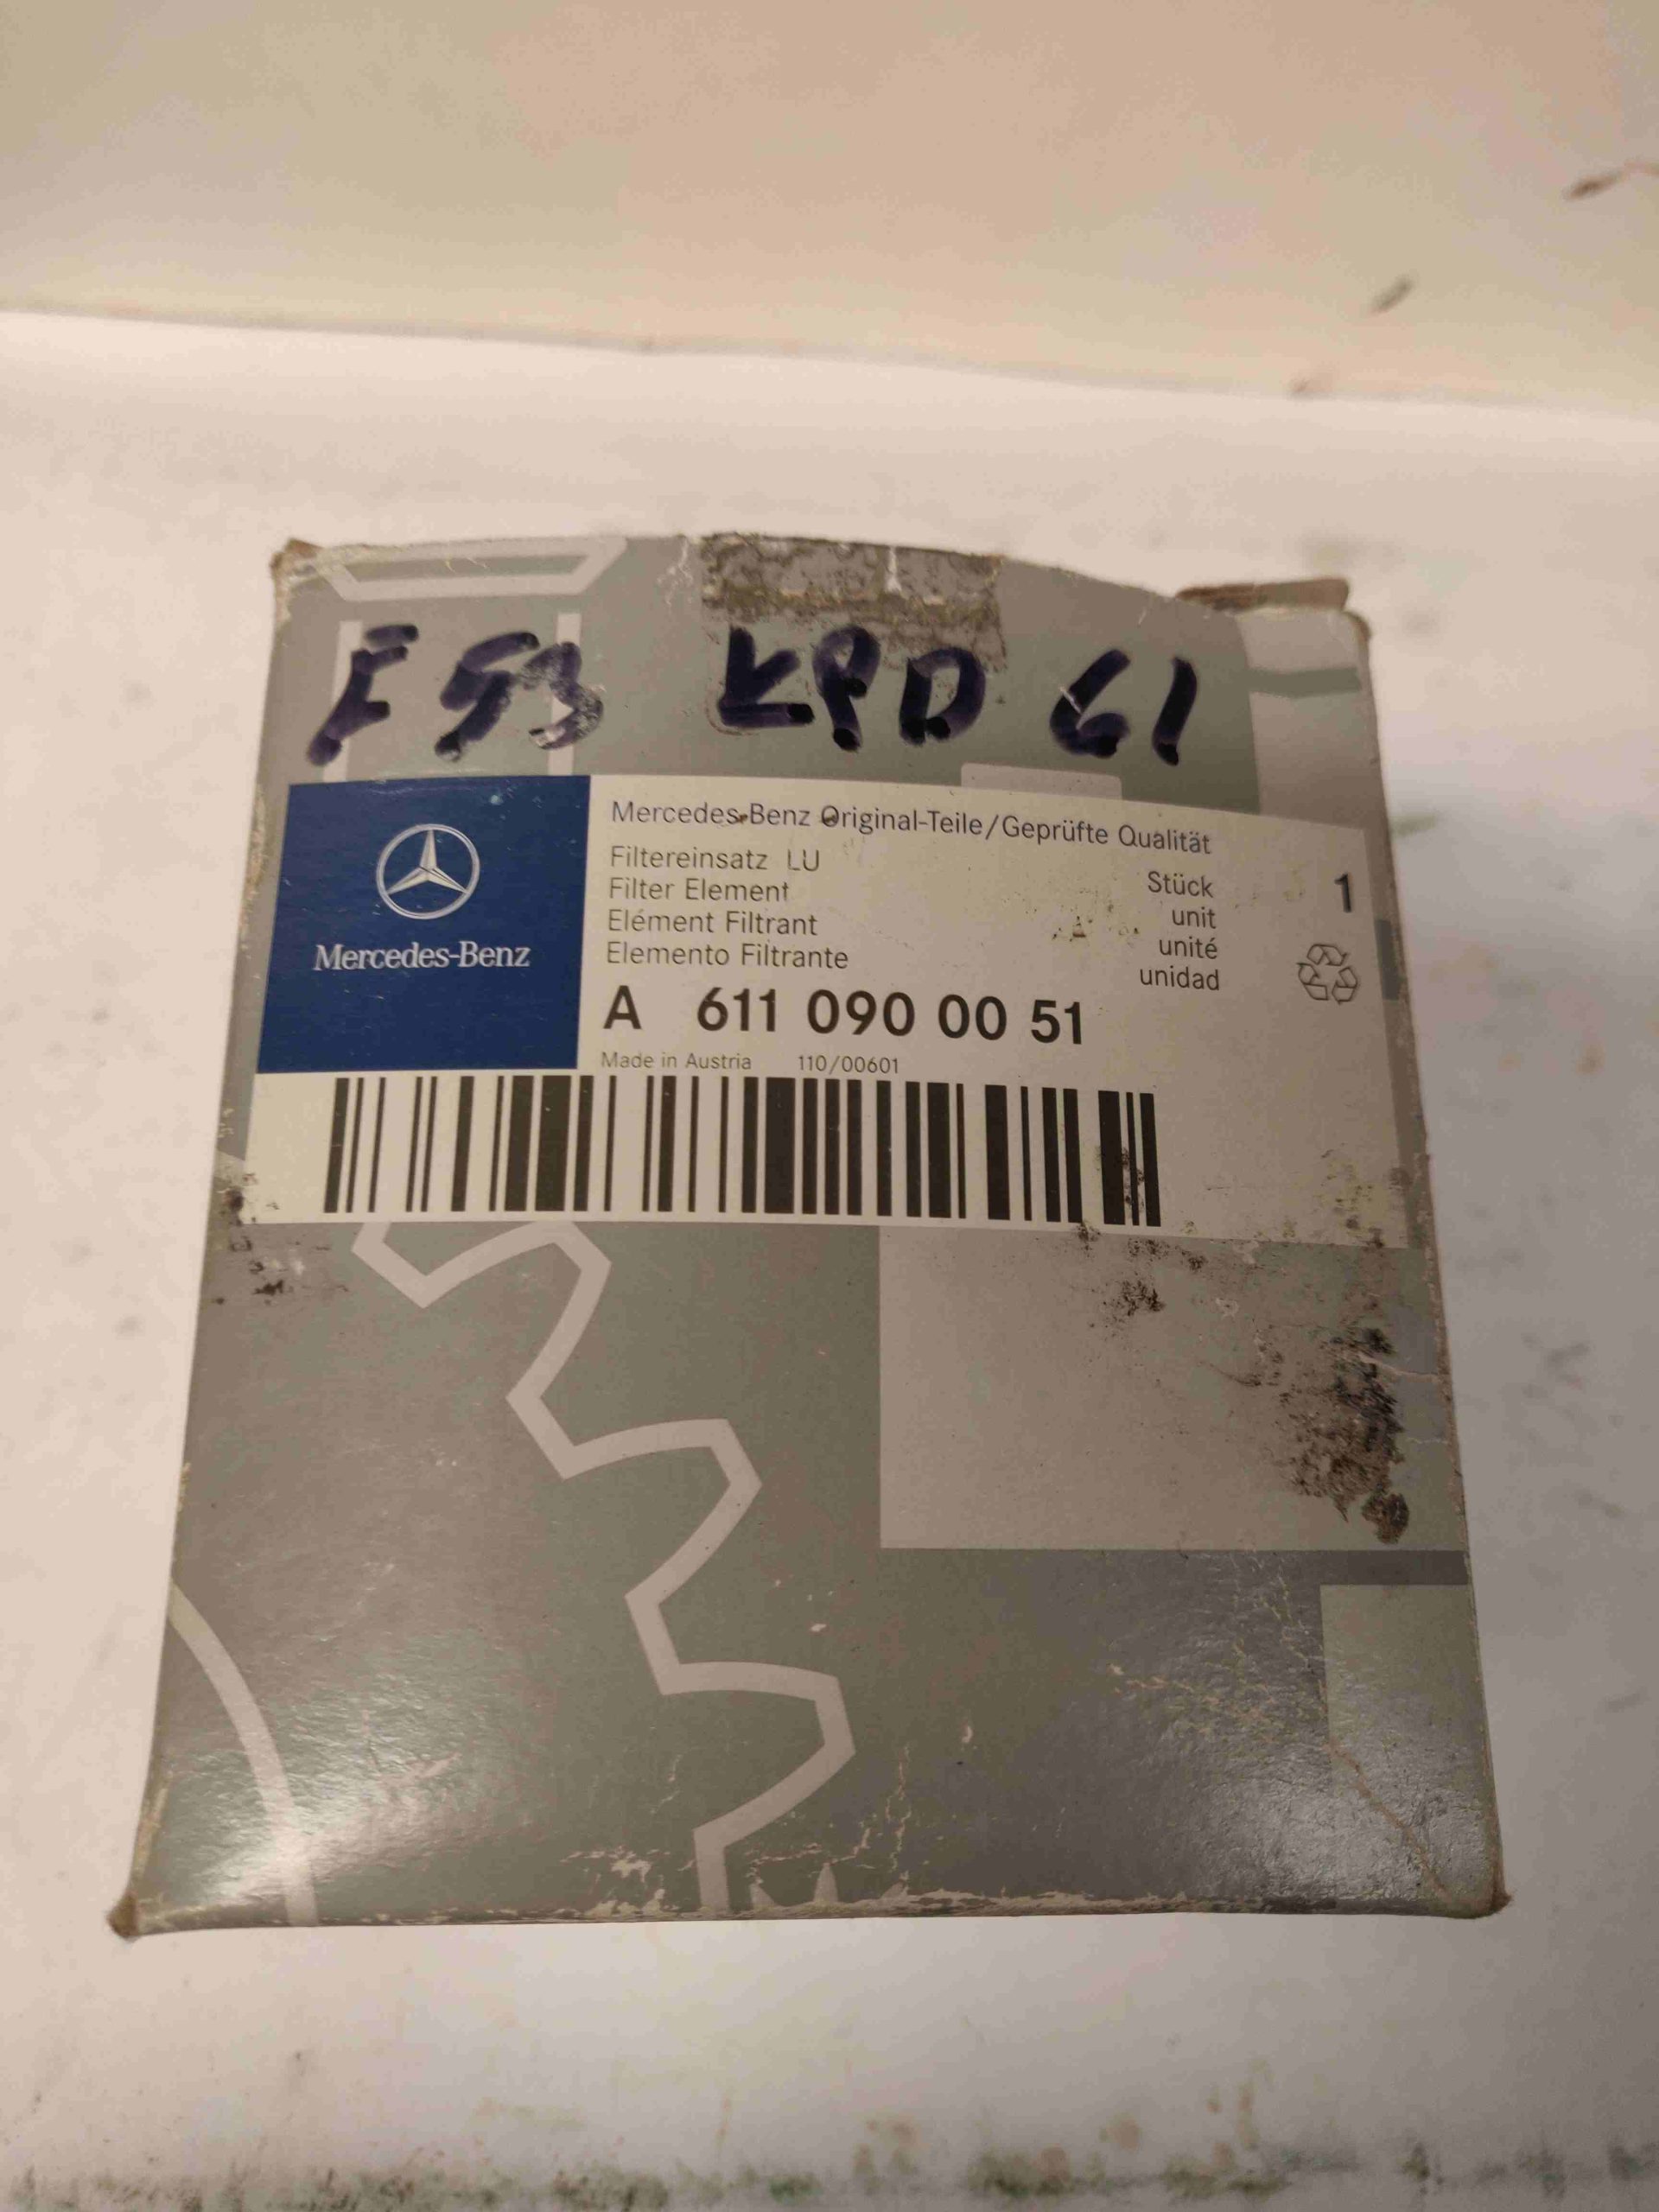 E53 KPD 61
Mercedes-Benz
Mercedes-Benz Original-Teile/Geprüfte Qualität
Filtereinsatz LU
Filter Element
Elément Filtrant
Elemento Filtrante
Stück 1
unit
unité
unidad
A 611 090 00 51
Made in Austria 110/00601